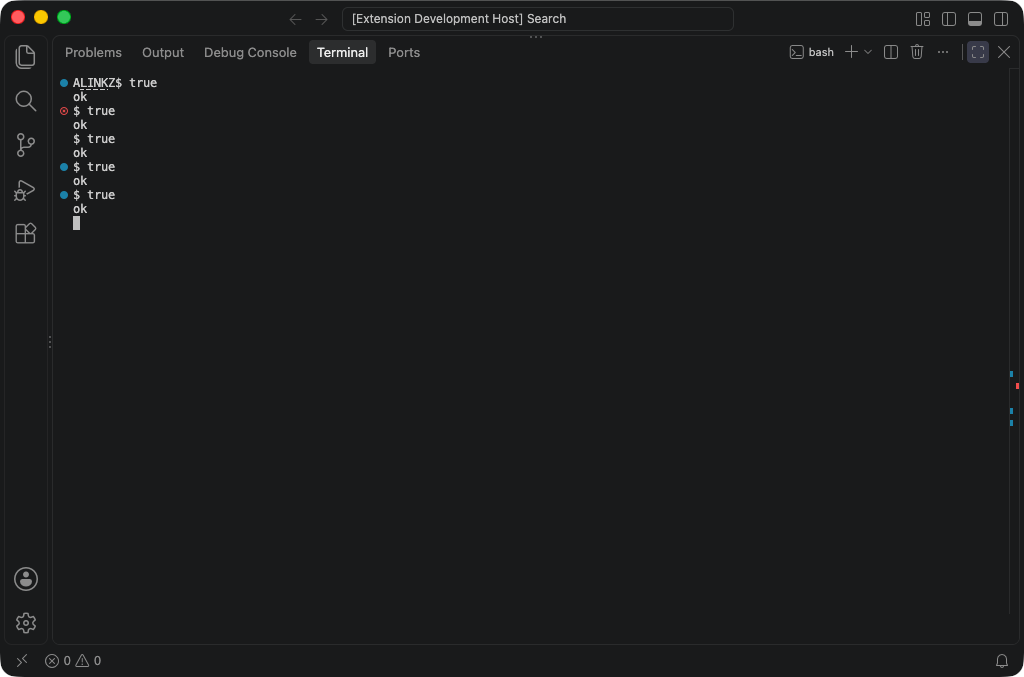 [Extension Development Host] Search
Problems Output Debug Console Terminal Ports bash
ALINKZ$ true
ok
$ true
ok
$ true
ok
$ true
ok
$ true
ok
0 0